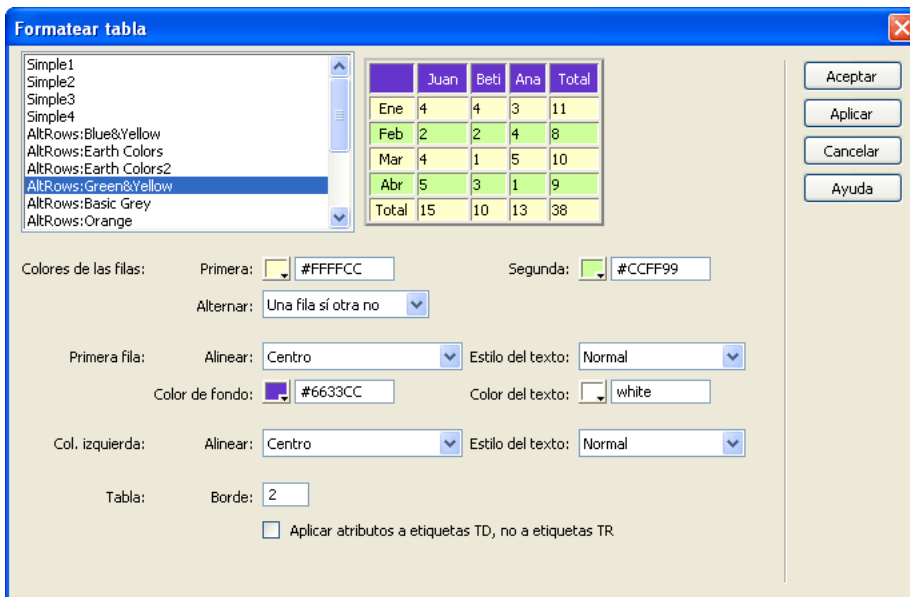 Formatear tabla
Simple1
Simple2
Simple3
Simple4
AltRows:Blue&Yellow
AltRows:Earth Colors
AltRows:Earth Colors2
AltRows:Green&Yellow
AltRows:Basic Grey
AltRows:Orange
Juan Beti Ana Total
Ene 4 4 3 11
Feb 2 2 4 8
Mar 4 1 5 10
Abr 5 3 1 9
Total 15 10 13 38
Aceptar
Aplicar
Cancelar
Ayuda
Colores de las filas: Primera: #FFFFCC Segunda: #CCFF99
Alternar: Una fila sí otra no
Primera fila: Alinear: Centro Estilo del texto: Normal
Color de fondo: #6633CC Color del texto: white
Col. izquierda: Alinear: Centro Estilo del texto: Normal
Tabla: Borde: 2
Aplicar atributos a etiquetas TD, no a etiquetas TR